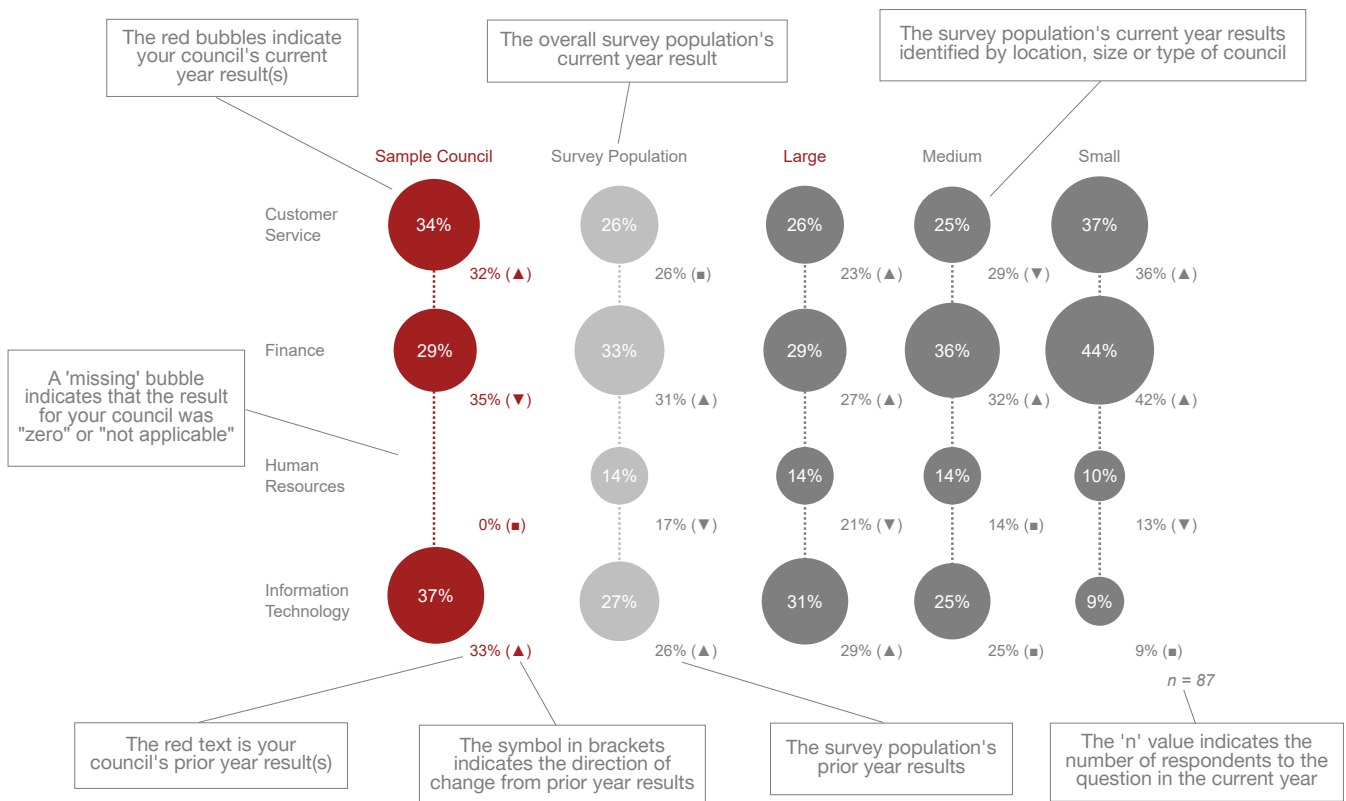 The red bubbles indicate
your council's current
year result(s)
The overall survey population's
current year result
The survey population's current year results
identified by location, size or type of council
Sample Council
Survey Population
Large
Medium
Small
Customer
Service
34%
26%
26%
25%
37%
32% (▲)
26% (■)
23% (▲)
29% (▼)
36% (▲)
Finance
29%
33%
29%
36%
44%
35% (▼)
31% (▲)
27% (▲)
32% (▲)
42% (▲)
A 'missing' bubble
indicates that the result
for your council was
"zero" or "not applicable"
Human
Resources
14%
14%
14%
10%
0% (■)
17% (▼)
21% (▼)
14% (■)
13% (▼)
Information
Technology
37%
27%
31%
25%
9%
33% (▲)
26% (▲)
29% (▲)
25% (■)
9% (■)
n = 87
The red text is your
council's prior year result(s)
The symbol in brackets
indicates the direction of
change from prior year results
The survey population's
prior year results
The 'n' value indicates the
number of respondents to the
question in the current year